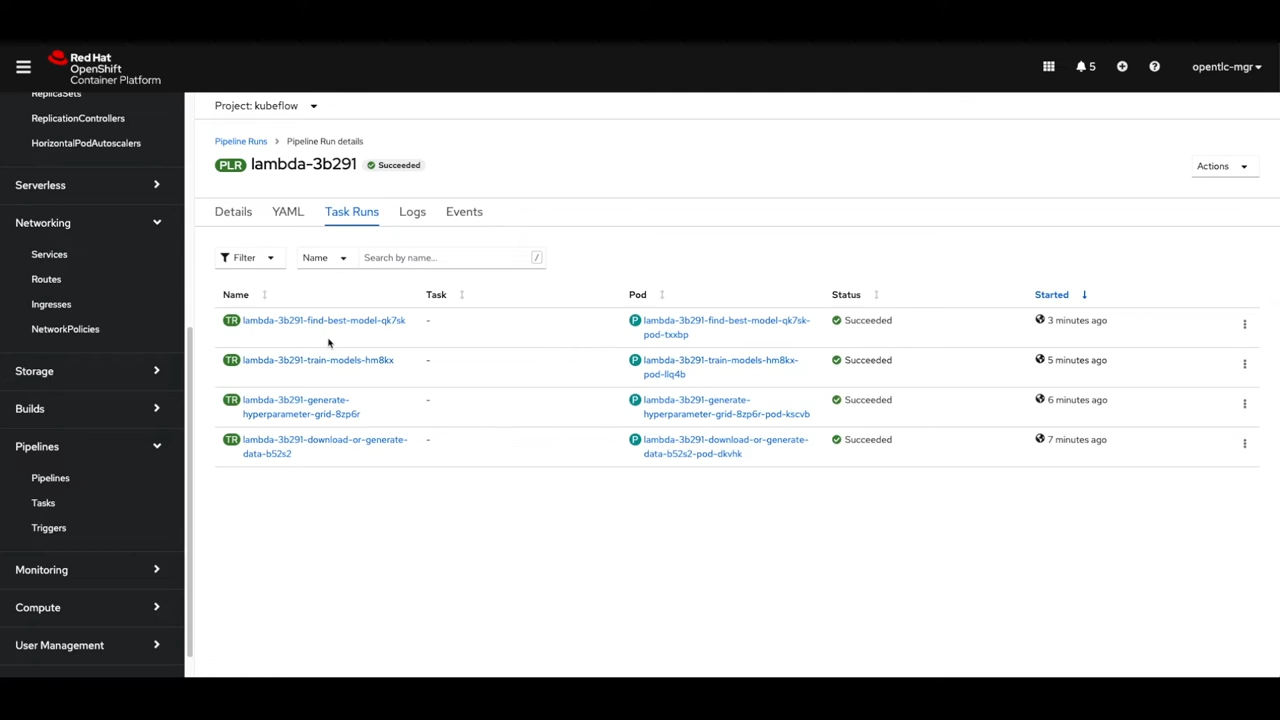 Red Hat
OpenShift
Container Platform
5
opentlc-mgr
ReplicaSets
ReplicationControllers
HorizontalPodAutoscalers
Serverless
Networking
Services
Routes
Ingresses
NetworkPolicies
Storage
Builds
Pipelines
Pipelines
Tasks
Triggers
Monitoring
Compute
User Management
Project: kubeflow
Pipeline Runs > Pipeline Run details
PLR lambda-3b291 Succeeded
Actions
Details YAML Task Runs Logs Events
Filter Name Search by name... /
Name Task Pod Status Started
TR lambda-3b291-find-best-model-qk7sk - P lambda-3b291-find-best-model-qk7sk- Succeeded 3 minutes ago
pod-txxbp
TR lambda-3b291-train-models-hm8kx - P lambda-3b291-train-models-hm8kx- Succeeded 5 minutes ago
pod-llq4b
TR lambda-3b291-generate- - P lambda-3b291-generate- Succeeded 6 minutes ago
hyperparameter-grid-8zp6r hyperparameter-grid-8zp6r-pod-kscvb
TR lambda-3b291-download-or-generate- - P lambda-3b291-download-or-generate- Succeeded 7 minutes ago
data-b52s2 data-b52s2-pod-dkvhk